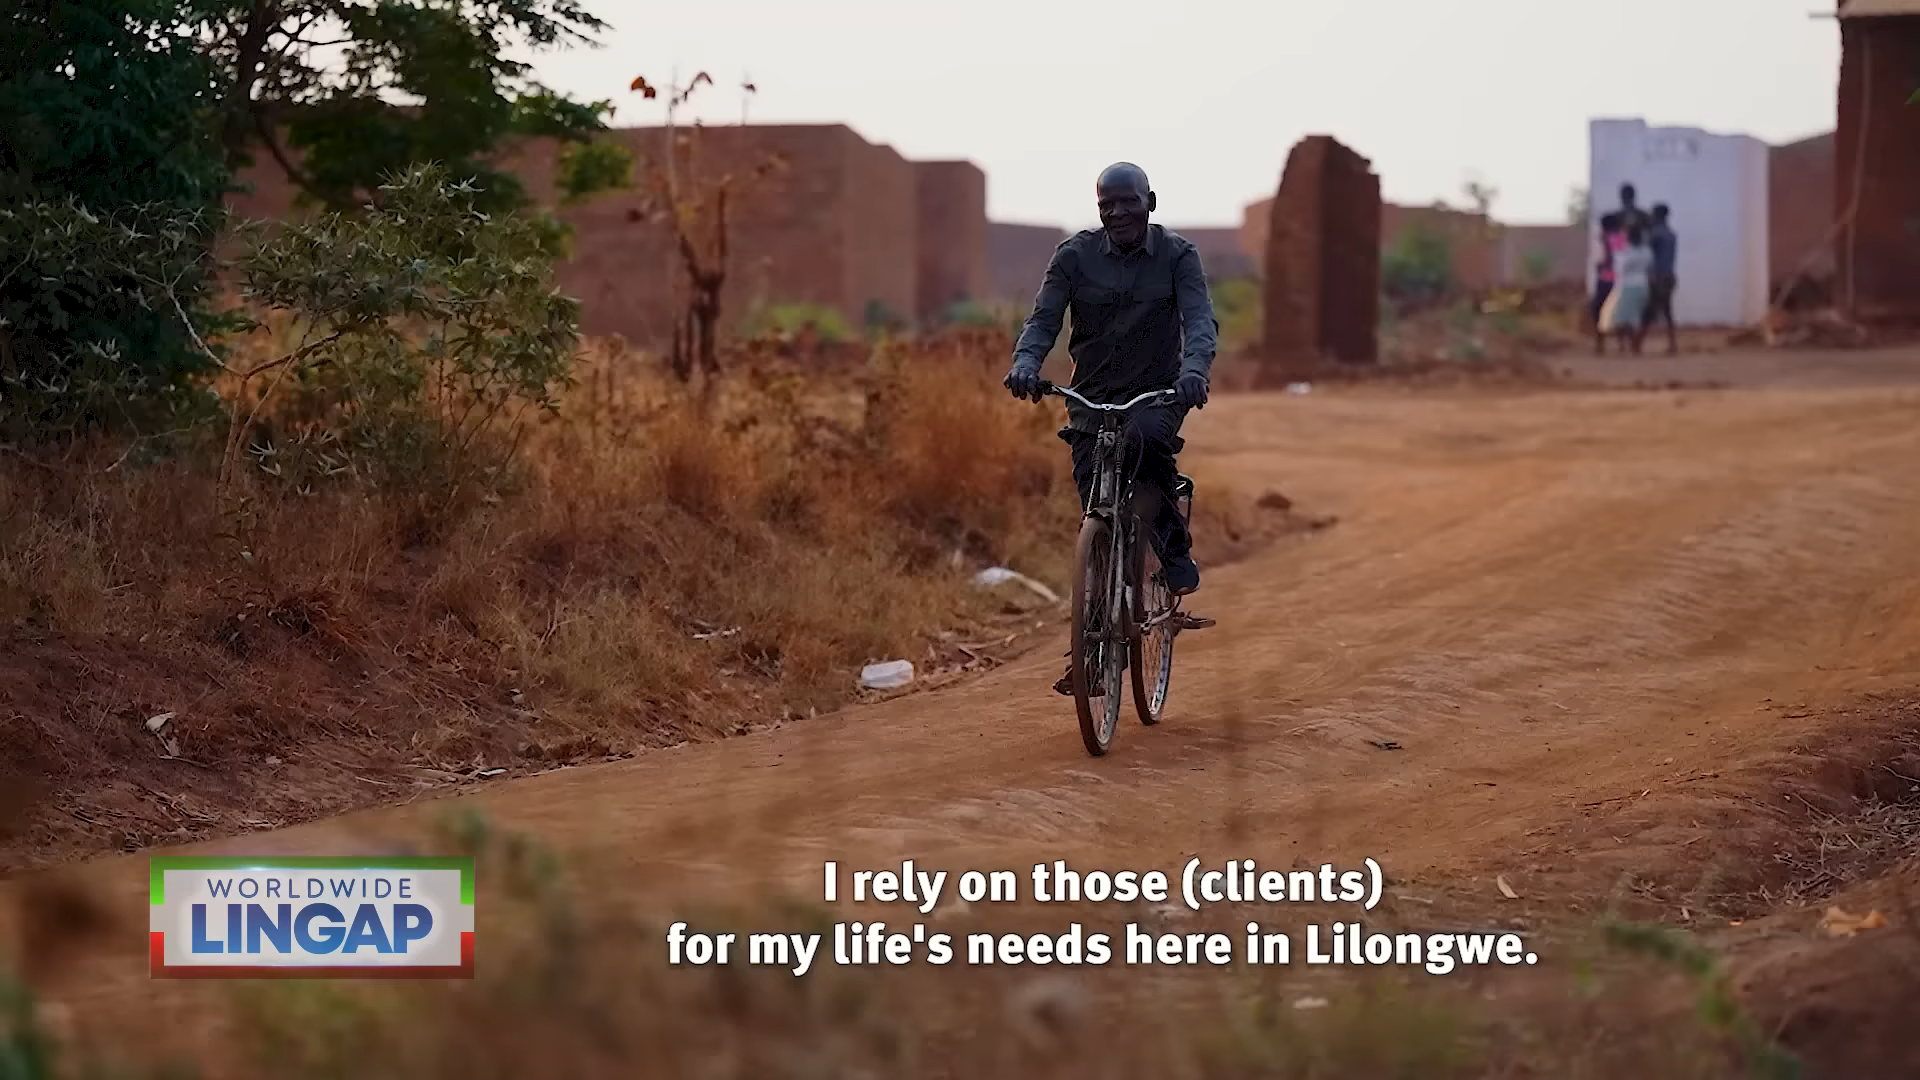 WORLDWIDE
LINGAP
I rely on those (clients)
for my life's needs here in Lilongwe.